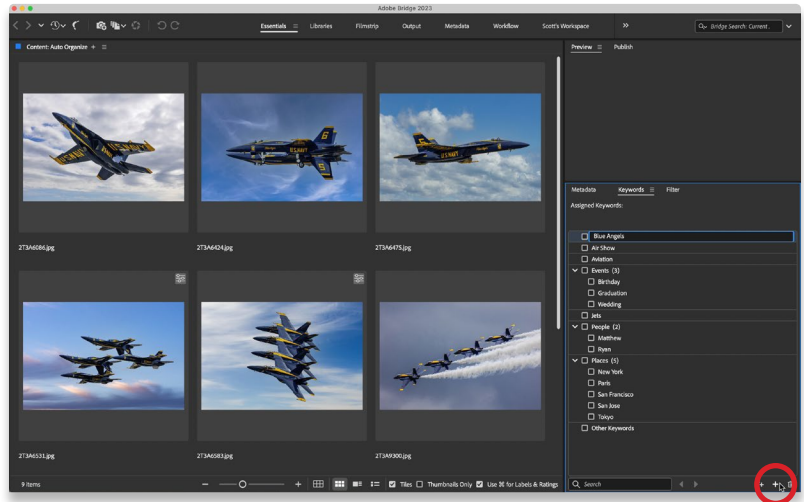 Adobe Bridge 2023
Essentials
Libraries
Filmstrip
Output
Metadata
Workflow
Scott's Workspace
Bridge Search: Current...
Content: Auto Organize
2T3A6086.jpg
2T3A6424.jpg
2T3A6475.jpg
2T3A6531.jpg
2T3A6583.jpg
2T3A9300.jpg
9 items
Tiles
Thumbnails Only
Use ⌘ for Labels & Ratings
Preview
Publish
Metadata
Keywords
Filter
Assigned Keywords:
Blue Angels
Air Show
Aviation
Events (3)
Birthday
Graduation
Wedding
Jets
People (2)
Matthew
Ryan
Places (5)
New York
Paris
San Francisco
San Jose
Tokyo
Other Keywords
Search